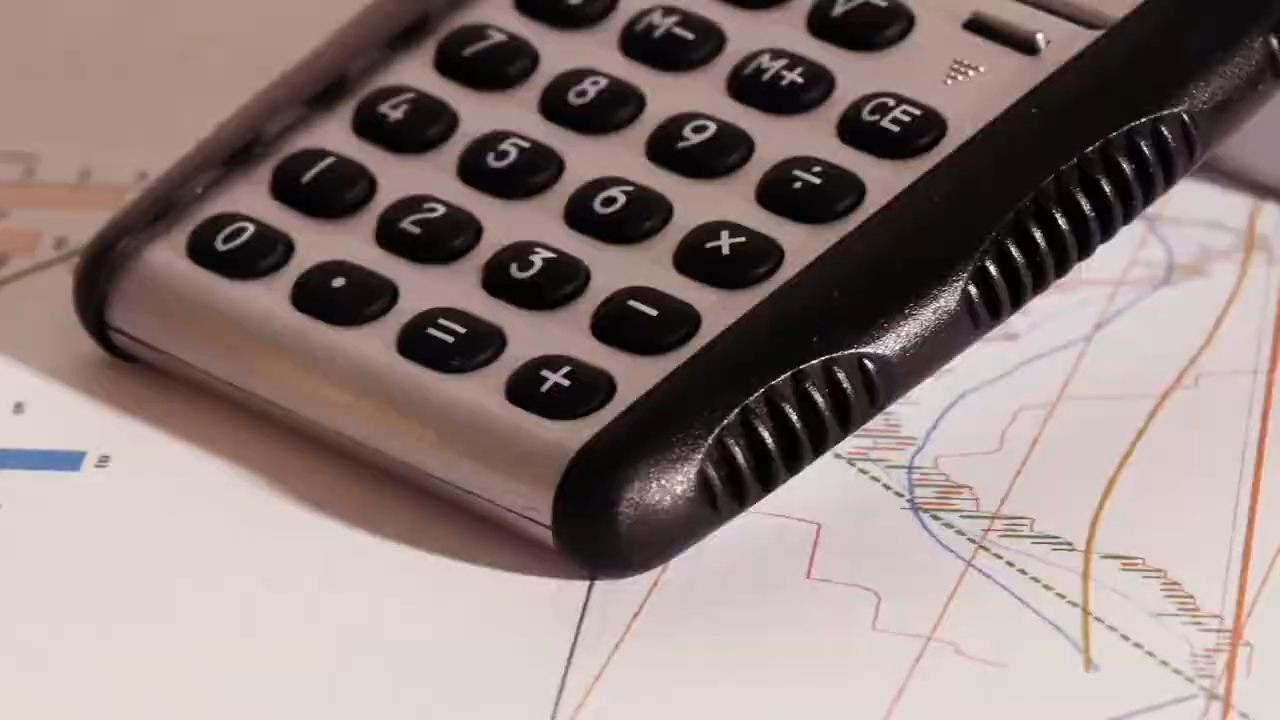 √
M- M+ CE
7 8 9 ÷
4 5 6 ×
1 2 3 −
0 . = +